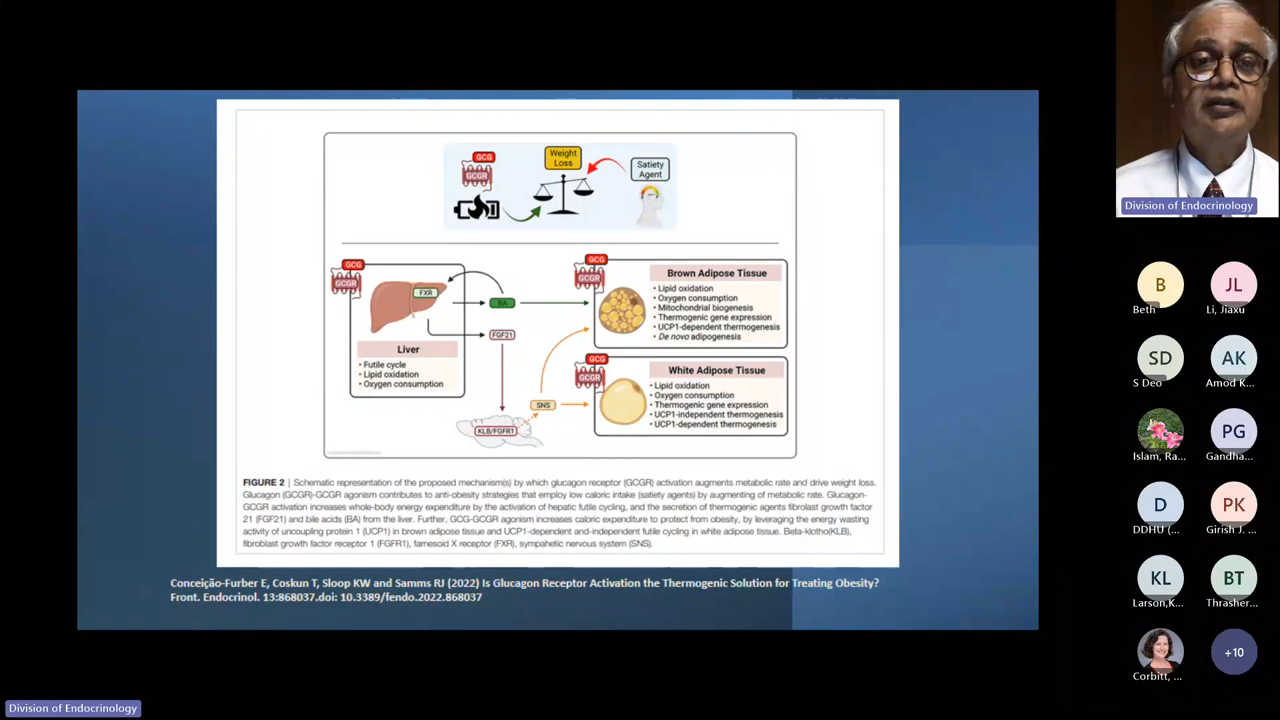 GCG
GCGR
Weight
Loss
Satiety
Agent
GCG
GCGR
FXR
BA
FGF21
Liver
• Futile cycle
• Lipid oxidation
• Oxygen consumption
KLB/FGFR1
SNS
GCG
GCGR
Brown Adipose Tissue
• Lipid oxidation
• Oxygen consumption
• Mitochondrial biogenesis
• Thermogenic gene expression
• UCP1-dependent thermogenesis
• De novo adipogenesis
GCG
GCGR
White Adipose Tissue
• Lipid oxidation
• Oxygen consumption
• Thermogenic gene expression
• UCP1-independent thermogenesis
• UCP1-dependent thermogenesis
FIGURE 2 | Schematic representation of the proposed mechanism(s) by which glucagon receptor (GCGR) activation augments metabolic rate and drive weight loss.
Glucagon (GCGR)-GCGR agonism contributes to anti-obesity strategies that employ low caloric intake (satiety agents) by augmenting of metabolic rate. Glucagon-
GCGR activation increases whole-body energy expenditure by the activation of hepatic futile cycling, and the secretion of thermogenic agents fibroblast growth factor
21 (FGF21) and bile acids (BA) from the liver. Further, GCG-GCGR agonism increases caloric expenditure to protect from obesity, by leveraging the energy wasting
activity of uncoupling protein 1 (UCP1) in brown adipose tissue and UCP1-dependent and-independent futile cycling in white adipose tissue. Beta-klotho(KLB),
fibroblast growth factor receptor 1 (FGFR1), farnesoid X receptor (FXR), sympathetic nervous system (SNS).
Conceição-Furber E, Coskun T, Sloop KW and Samms RJ (2022) Is Glucagon Receptor Activation the Thermogenic Solution for Treating Obesity?
Front. Endocrinol. 13:868037.doi: 10.3389/fendo.2022.868037
Division of Endocrinology
B
JL
Beth
Li, Jiaxu
SD
AK
S Deo
Amod K...
PG
Islam, Ra...
Gandha...
D
PK
DDHU (...
Girish J. ...
KL
BT
Larson,K...
Thrasher...
+10
Corbitt, ...
Division of Endocrinology